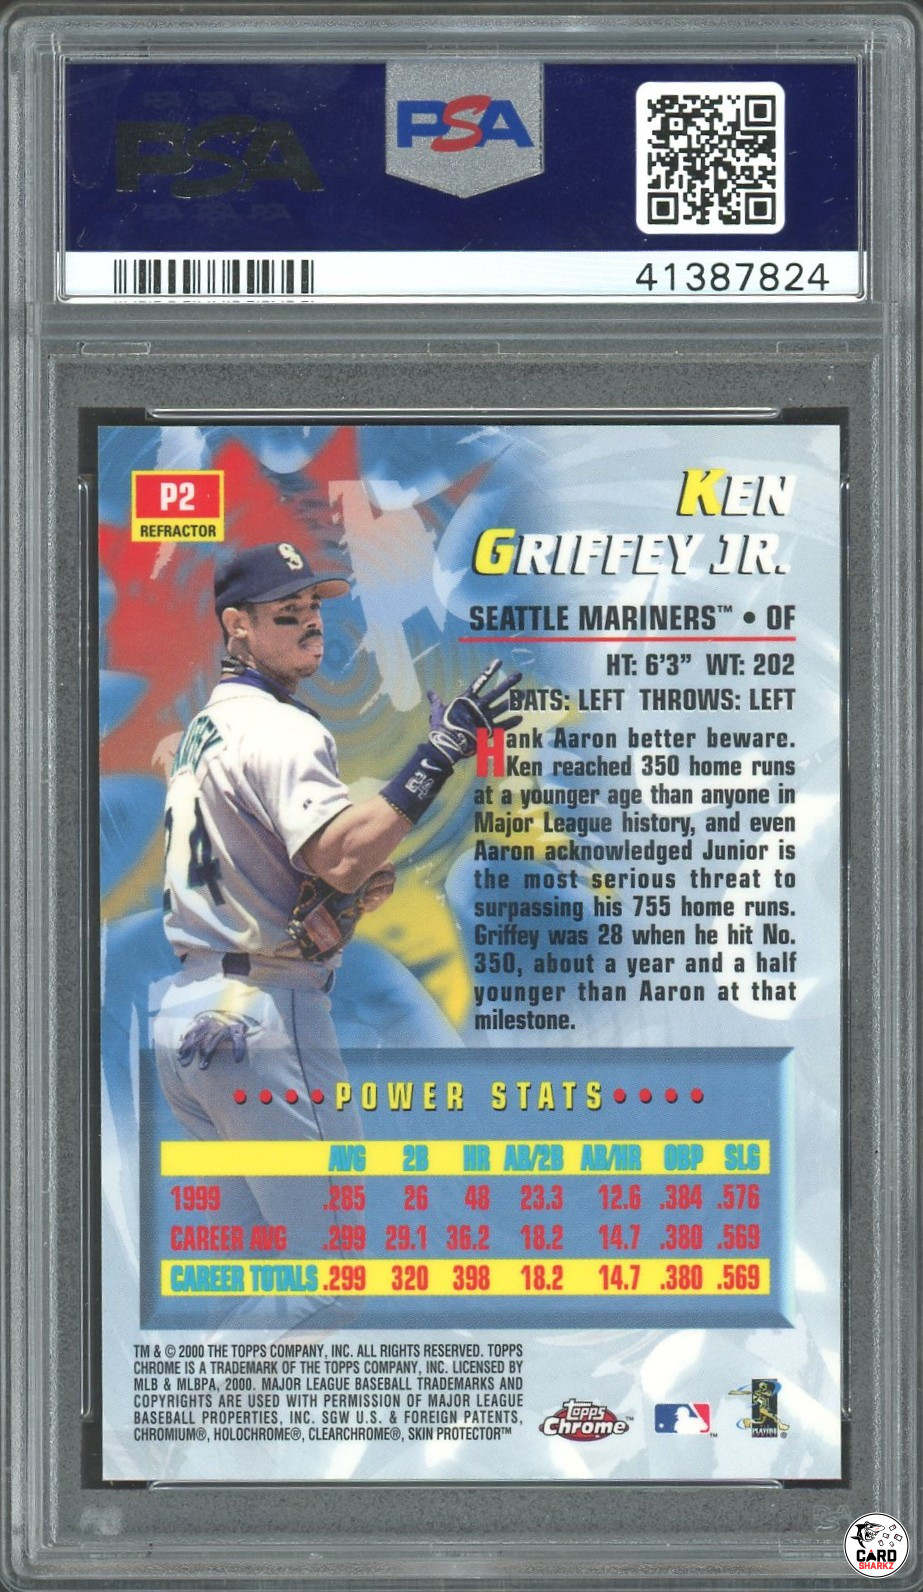 PSA
PSA
41387824
P2
REFRACTOR
KEN
GRIFFEY JR.
SEATTLE MARINERS™ • OF
HT: 6'3" WT: 202
BATS: LEFT THROWS: LEFT
Hank Aaron better beware.
Ken reached 350 home runs
at a younger age than anyone in
Major League history, and even
Aaron acknowledged Junior is
the most serious threat to
surpassing his 755 home runs.
Griffey was 28 when he hit No.
350, about a year and a half
younger than Aaron at that
milestone.
24
••••POWER STATS••••
AVG 2B HR AB/2B AB/HR OBP SLG
1999 .285 26 48 23.3 12.6 .384 .576
CAREER AVG .299 29.1 36.2 18.2 14.7 .380 .569
CAREER TOTALS .299 320 398 18.2 14.7 .380 .569
TM & © 2000 THE TOPPS COMPANY, INC. ALL RIGHTS RESERVED. TOPPS
CHROME IS A TRADEMARK OF THE TOPPS COMPANY, INC. LICENSED BY
MLB & MLBPA, 2000. MAJOR LEAGUE BASEBALL TRADEMARKS AND
COPYRIGHTS ARE USED WITH PERMISSION OF MAJOR LEAGUE
BASEBALL PROPERTIES, INC. SGW U.S. & FOREIGN PATENTS,
CHROMIUM®, HOLOCHROME®, CLEARCHROME®, SKIN PROTECTOR™
topps
Chrome™
PLAYERS
CARD
SHARKZ